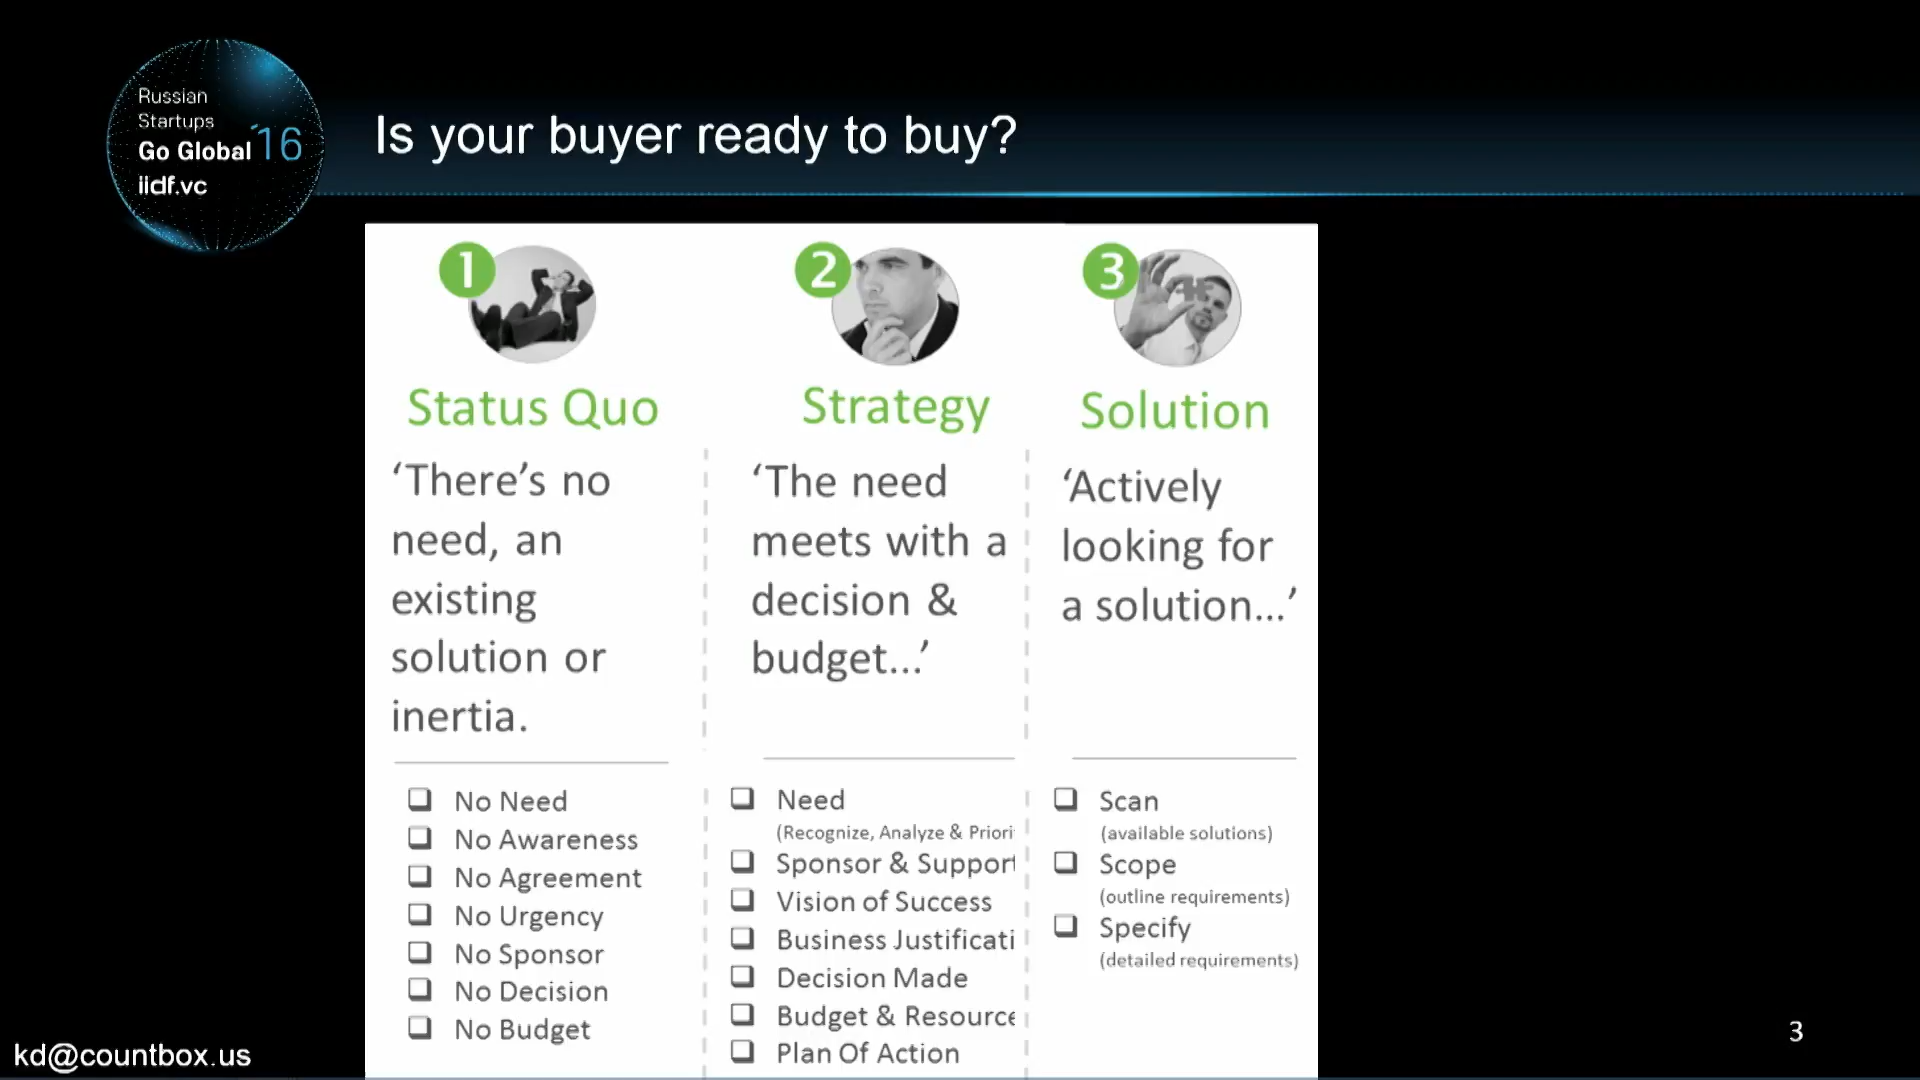 Russian
Startups
Go Global '16
iidf.vc
Is your buyer ready to buy?
1
Status Quo
‘There’s no
need, an
existing
solution or
inertia.
No Need
No Awareness
No Agreement
No Urgency
No Sponsor
No Decision
No Budget
2
Strategy
‘The need
meets with a
decision &
budget...’
Need
(Recognize, Analyze & Priori
Sponsor & Support
Vision of Success
Business Justificati
Decision Made
Budget & Resource
Plan Of Action
3
Solution
‘Actively
looking for
a solution...’
Scan
(available solutions)
Scope
(outline requirements)
Specify
(detailed requirements)
kd@countbox.us
3